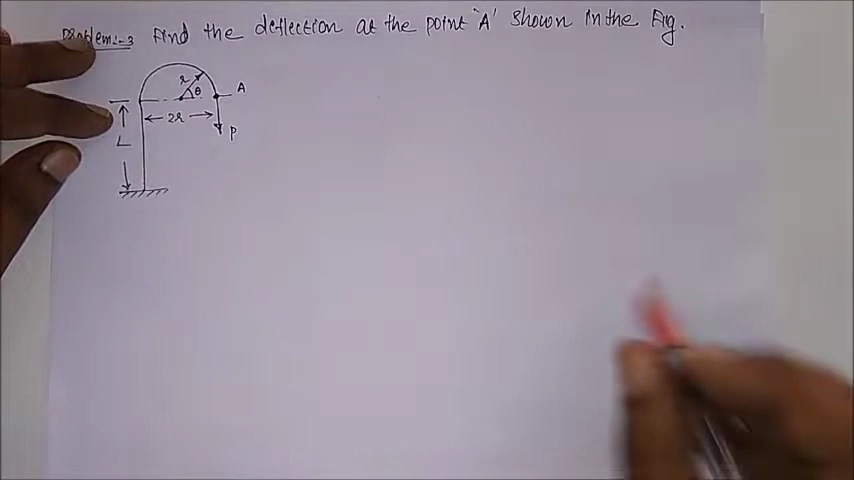 Problem:-3 Find the deflection at the point 'A' shown in the Fig.
r
θ
A
2r
L
P